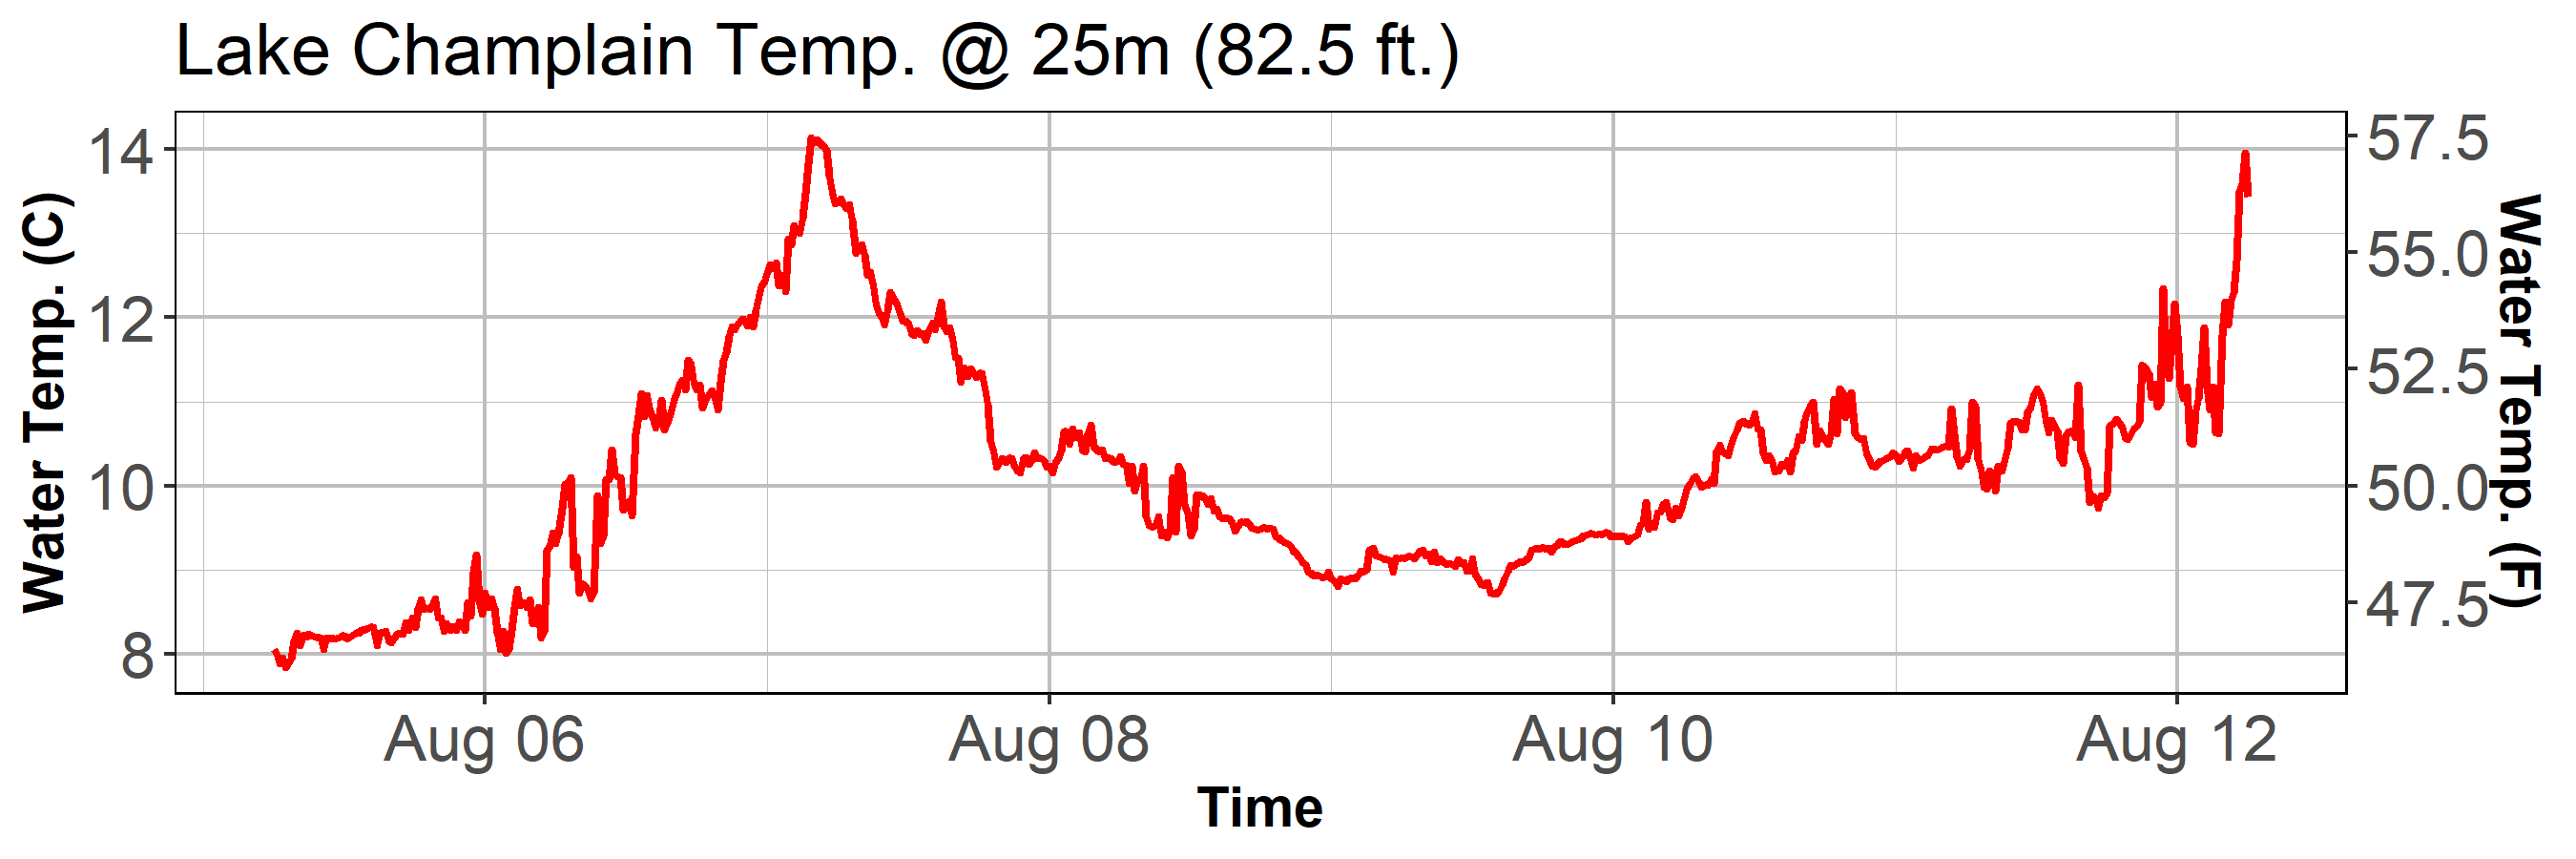 Lake Champlain Temp. @ 25m (82.5 ft.)
Water Temp. (C)
14
12
10
8
57.5
55.0
52.5
50.0
47.5
Water Temp. (F)
Aug 06 Aug 08 Aug 10 Aug 12
Time